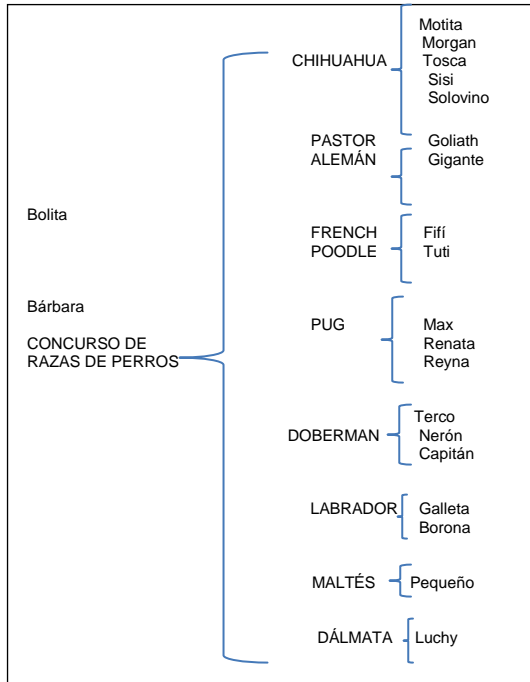 Bolita
Bárbara
CONCURSO DE
RAZAS DE PERROS
CHIHUAHUA
Motita
Morgan
Tosca
Sisi
Solovino
PASTOR
ALEMÁN
Goliath
Gigante
FRENCH
POODLE
Fifí
Tuti
PUG
Max
Renata
Reyna
DOBERMAN
Terco
Nerón
Capitán
LABRADOR
Galleta
Borona
MALTÉS
Pequeño
DÁLMATA
Luchy